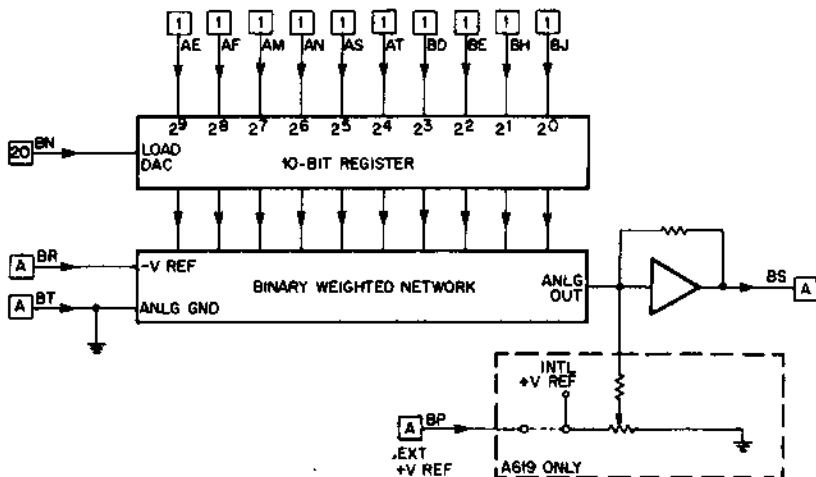 1 1 1 1 1 1 1 1 1 1
AE AF AM AN AS AT BD BE BH BJ
2⁹ 2⁸ 2⁷ 2⁶ 2⁵ 2⁴ 2³ 2² 2¹ 2⁰
20 BN
LOAD
DAC
10-BIT REGISTER
A BR
-V REF
A BT
ANLG GND
BINARY WEIGHTED NETWORK
ANLG
OUT
BS A
INTL
+V REF
A BP
EXT
+V REF
A619 ONLY